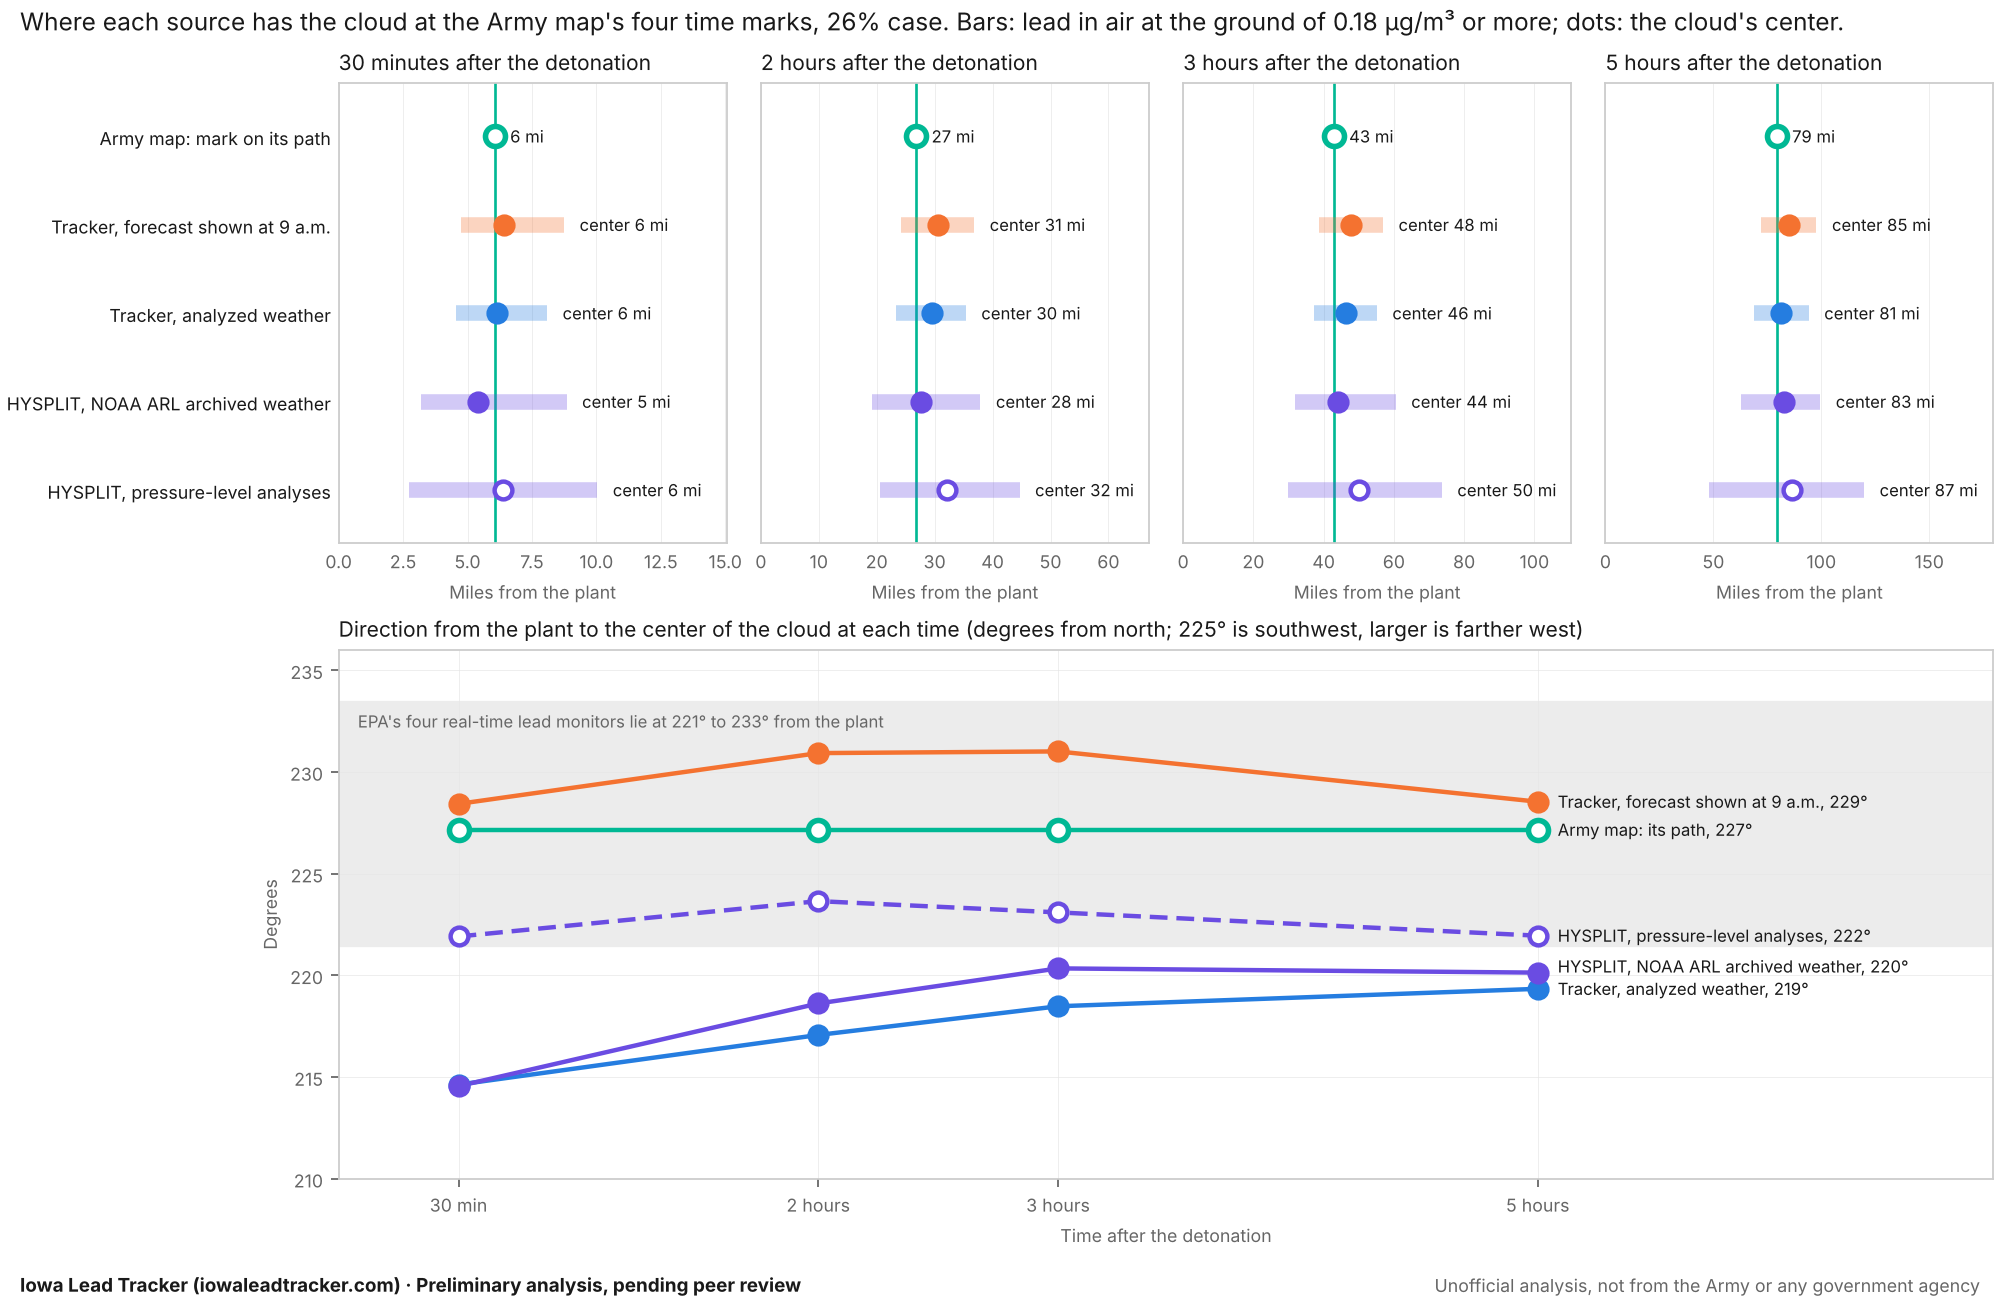 Where each source has the cloud at the Army map's four time marks, 26% case. Bars: lead in air at the ground of 0.18 µg/m³ or more; dots: the cloud's center.
30 minutes after the detonation
2 hours after the detonation
3 hours after the detonation
5 hours after the detonation
Army map: mark on its path
6 mi
27 mi
43 mi
79 mi
Tracker, forecast shown at 9 a.m.
center 6 mi
center 31 mi
center 48 mi
center 85 mi
Tracker, analyzed weather
center 6 mi
center 30 mi
center 46 mi
center 81 mi
HYSPLIT, NOAA ARL archived weather
center 5 mi
center 28 mi
center 44 mi
center 83 mi
HYSPLIT, pressure-level analyses
center 6 mi
center 32 mi
center 50 mi
center 87 mi
0.0 2.5 5.0 7.5 10.0 12.5 15.0
0 10 20 30 40 50 60
0 20 40 60 80 100
0 50 100 150
Miles from the plant
Miles from the plant
Miles from the plant
Miles from the plant
Direction from the plant to the center of the cloud at each time (degrees from north; 225° is southwest, larger is farther west)
235
EPA's four real-time lead monitors lie at 221° to 233° from the plant
230
Tracker, forecast shown at 9 a.m., 229°
Army map: its path, 227°
225
Degrees
HYSPLIT, pressure-level analyses, 222°
HYSPLIT, NOAA ARL archived weather, 220°
220
Tracker, analyzed weather, 219°
215
210
30 min
2 hours
3 hours
5 hours
Time after the detonation
Iowa Lead Tracker (iowaleadtracker.com) · Preliminary analysis, pending peer review
Unofficial analysis, not from the Army or any government agency